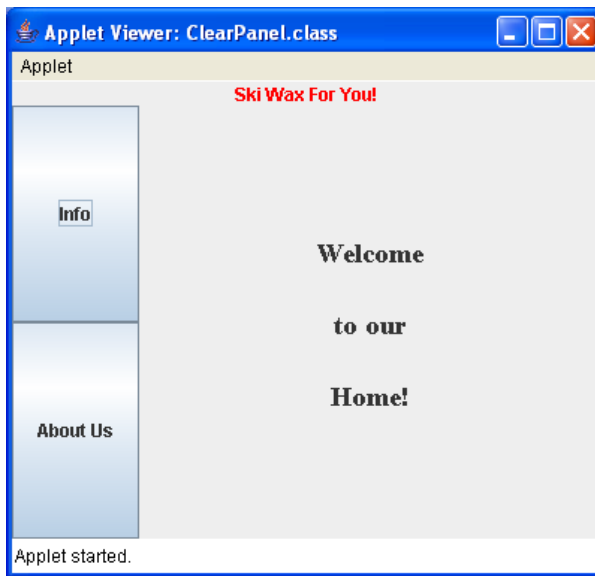 Applet Viewer: ClearPanel.class
Applet
Ski Wax For You!
Info
Welcome
to our
Home!
About Us
Applet started.